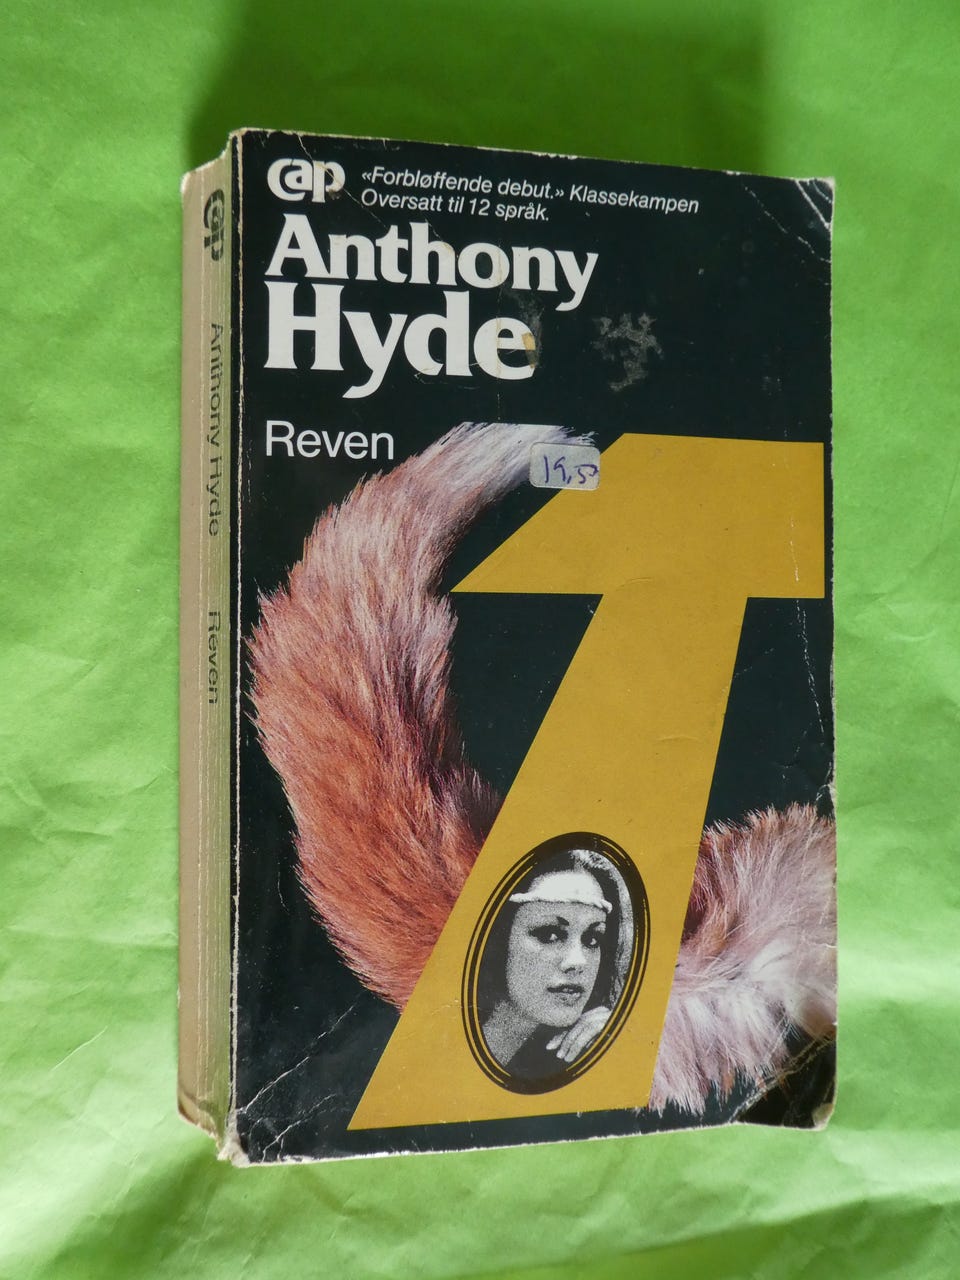 cap
«Forbløffende debut.» Klassekampen
Oversatt til 12 språk.
Anthony
Hyde
Reven
19,50
cap Anthony Hyde Reven